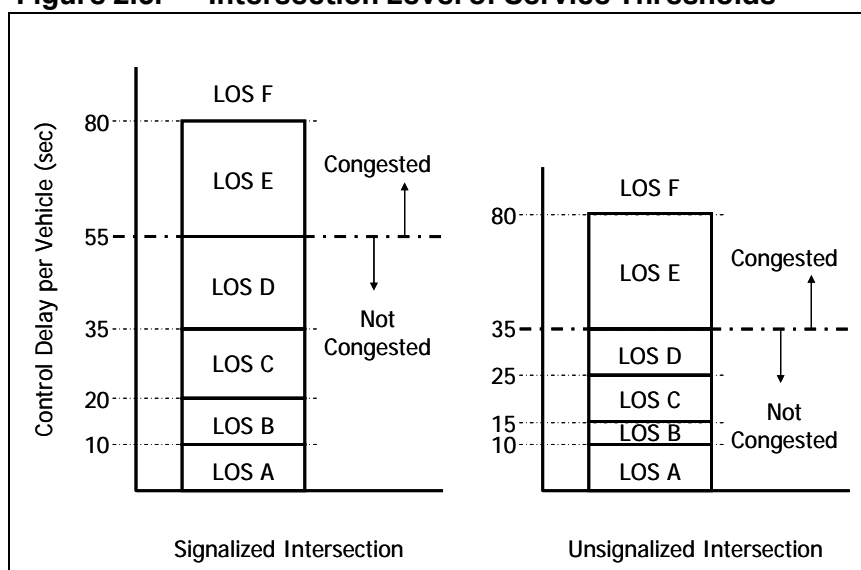 Figure 2.3. Intersection Level of Service Thresholds
Control Delay per Vehicle (sec)
LOS F
80
LOS E
Congested
55
LOS D
Not
Congested
35
LOS C
20
LOS B
10
LOS A
Signalized Intersection
LOS F
80
LOS E
Congested
35
LOS D
25
LOS C
Not
Congested
15
LOS B
10
LOS A
Unsignalized Intersection